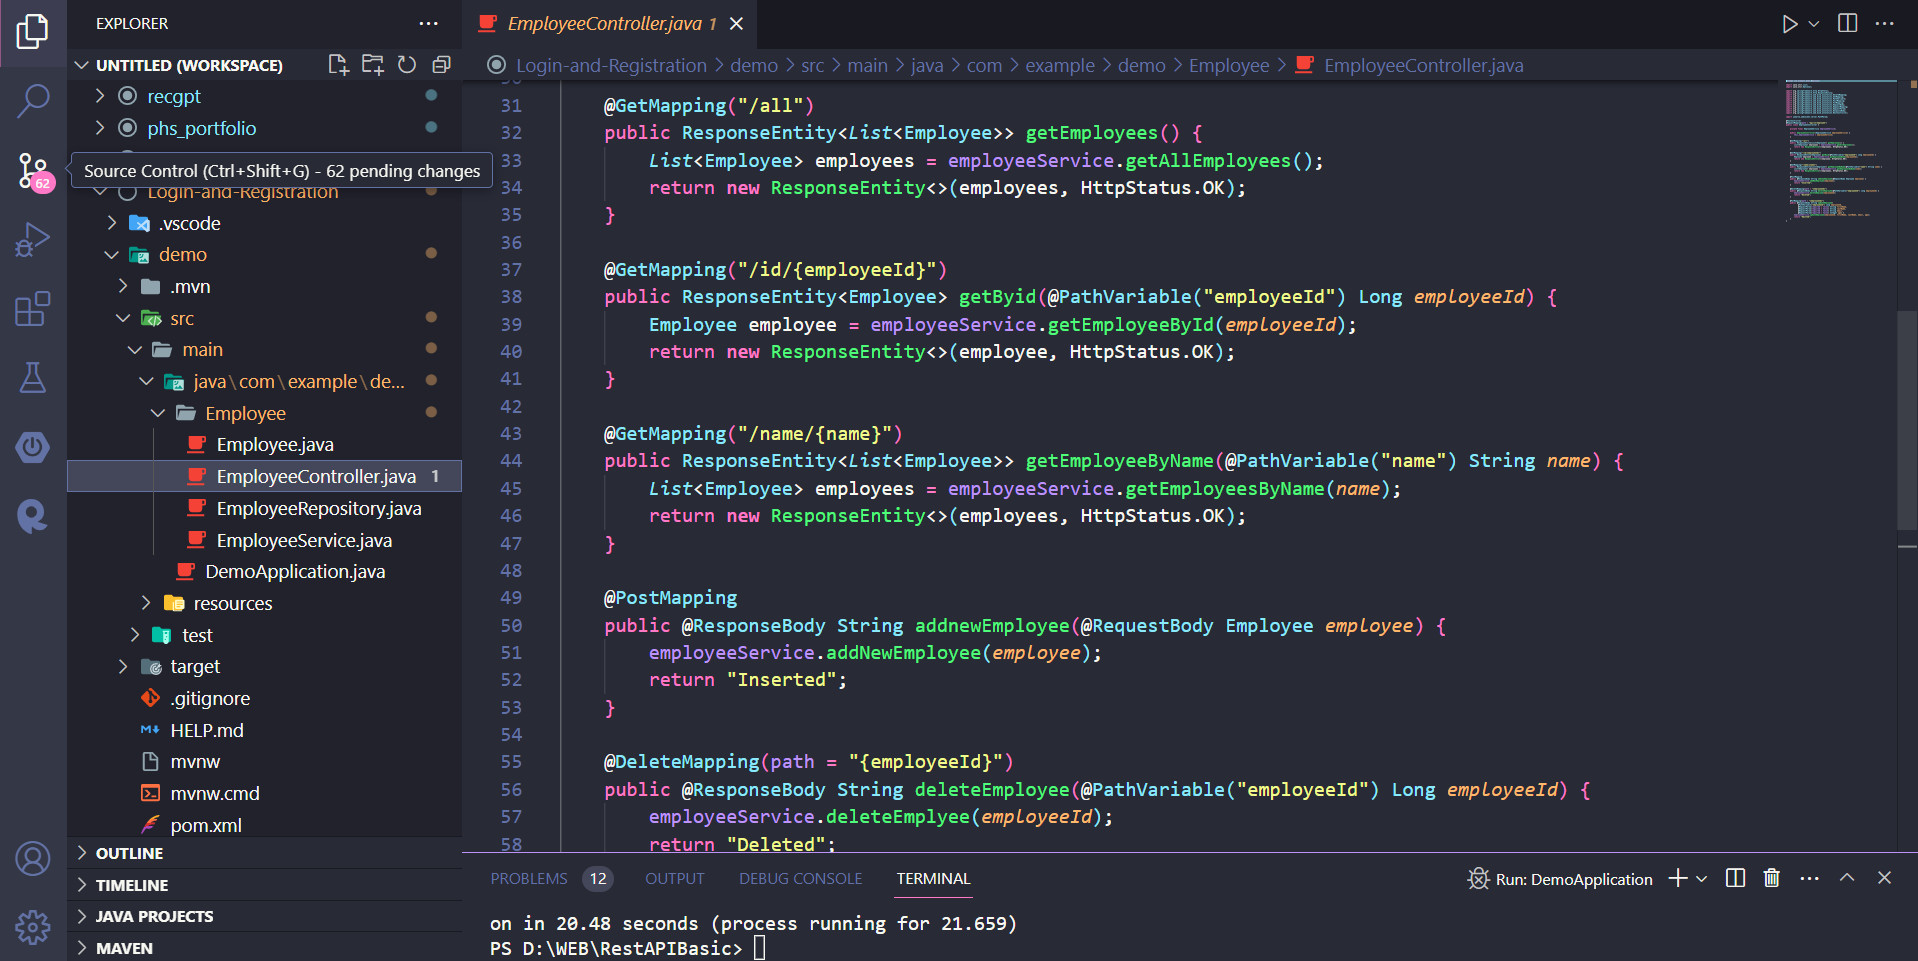 EXPLORER
UNTITLED (WORKSPACE)
recgpt
phs_portfolio
Source Control (Ctrl+Shift+G) - 62 pending changes
62
Login-and-Registration
.vscode
demo
.mvn
src
main
java\com\example\de...
Employee
Employee.java
EmployeeController.java 1
EmployeeRepository.java
EmployeeService.java
DemoApplication.java
resources
test
target
.gitignore
HELP.md
mvnw
mvnw.cmd
pom.xml
OUTLINE
TIMELINE
JAVA PROJECTS
MAVEN
EmployeeController.java 1
Login-and-Registration > demo > src > main > java > com > example > demo > Employee > EmployeeController.java
31 @GetMapping("/all")
32 public ResponseEntity<List<Employee>> getEmployees() {
33 List<Employee> employees = employeeService.getAllEmployees();
34 return new ResponseEntity<>(employees, HttpStatus.OK);
35 }
36
37 @GetMapping("/id/{employeeId}")
38 public ResponseEntity<Employee> getByid(@PathVariable("employeeId") Long employeeId) {
39 Employee employee = employeeService.getEmployeeById(employeeId);
40 return new ResponseEntity<>(employee, HttpStatus.OK);
41 }
42
43 @GetMapping("/name/{name}")
44 public ResponseEntity<List<Employee>> getEmployeeByName(@PathVariable("name") String name) {
45 List<Employee> employees = employeeService.getEmployeesByName(name);
46 return new ResponseEntity<>(employees, HttpStatus.OK);
47 }
48
49 @PostMapping
50 public @ResponseBody String addnewEmployee(@RequestBody Employee employee) {
51 employeeService.addNewEmployee(employee);
52 return "Inserted";
53 }
54
55 @DeleteMapping(path = "{employeeId}")
56 public @ResponseBody String deleteEmployee(@PathVariable("employeeId") Long employeeId) {
57 employeeService.deleteEmplyee(employeeId);
58 return "Deleted";
PROBLEMS 12 OUTPUT DEBUG CONSOLE TERMINAL
Run: DemoApplication
on in 20.48 seconds (process running for 21.659)
PS D:\WEB\RestAPIBasic>